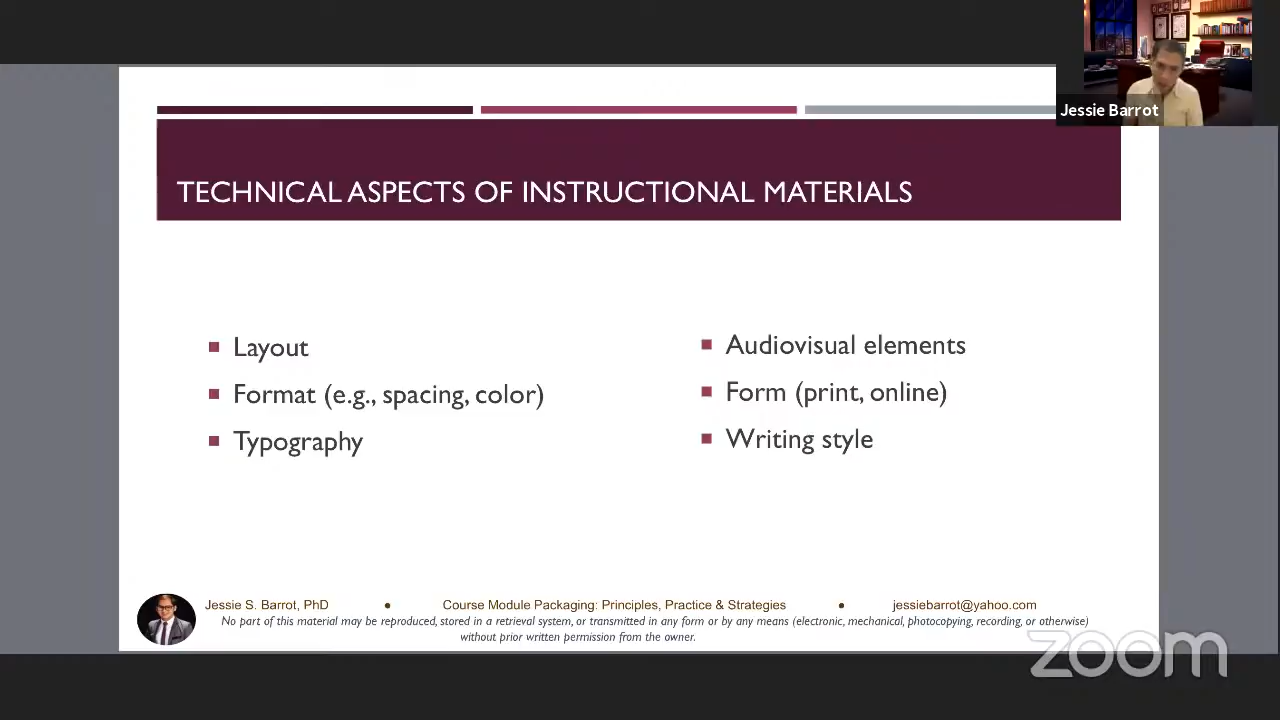 Jessie Barrot
TECHNICAL ASPECTS OF INSTRUCTIONAL MATERIALS
Layout
Format (e.g., spacing, color)
Typography
Audiovisual elements
Form (print, online)
Writing style
Jessie S. Barrot, PhD • Course Module Packaging: Principles, Practice & Strategies • jessiebarrot@yahoo.com
No part of this material may be reproduced, stored in a retrieval system, or transmitted in any form or by any means (electronic, mechanical, photocopying, recording, or otherwise)
without prior written permission from the owner.
zoom